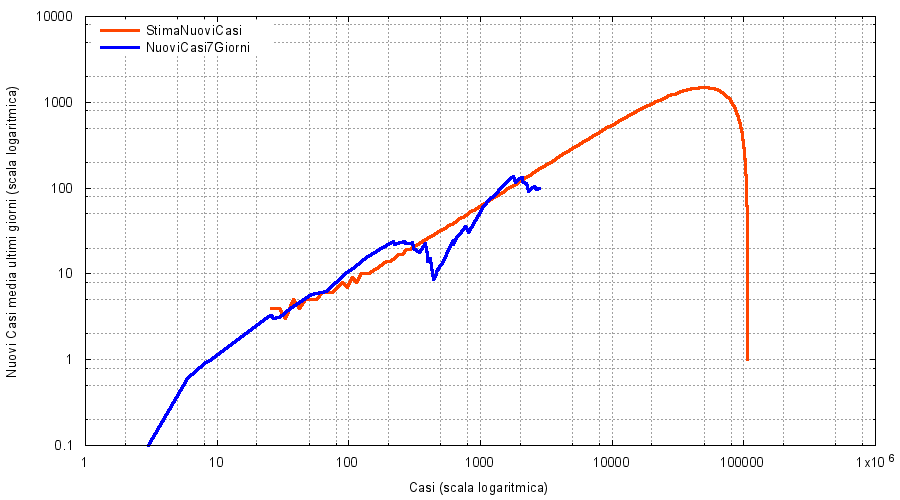 10000
StimaNuoviCasi
NuoviCasi7Giorni
1000
100
10
1
0.1
Nuovi Casi media ultimi giorni (scala logaritmica)
1
10
100
1000
10000
100000
1x10 6
Casi (scala logaritmica)